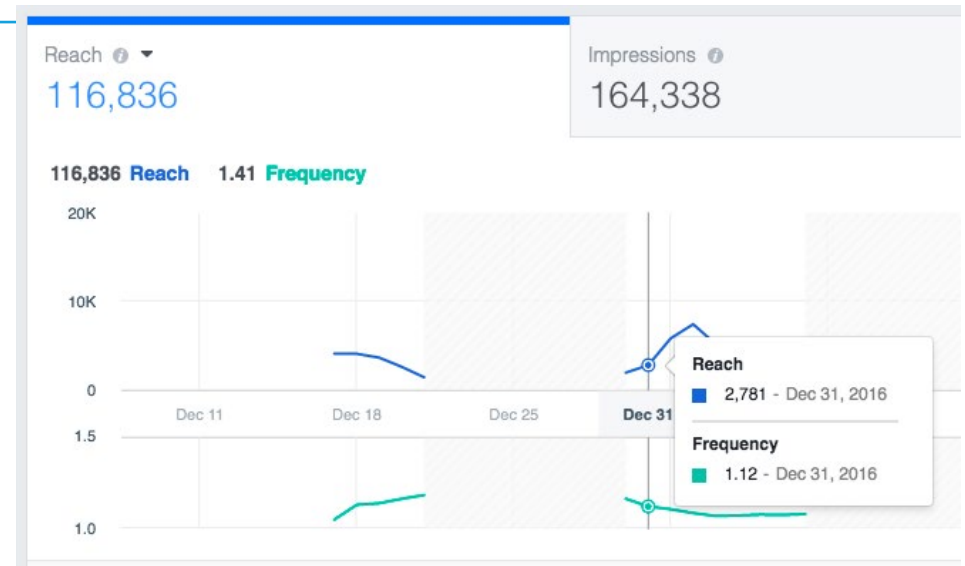 Reach
116,836
Impressions
164,338
116,836 Reach 1.41 Frequency
20K
10K
0
Dec 11 Dec 18 Dec 25 Dec 31
1.5
1.0
Reach
2,781 - Dec 31, 2016
Frequency
1.12 - Dec 31, 2016